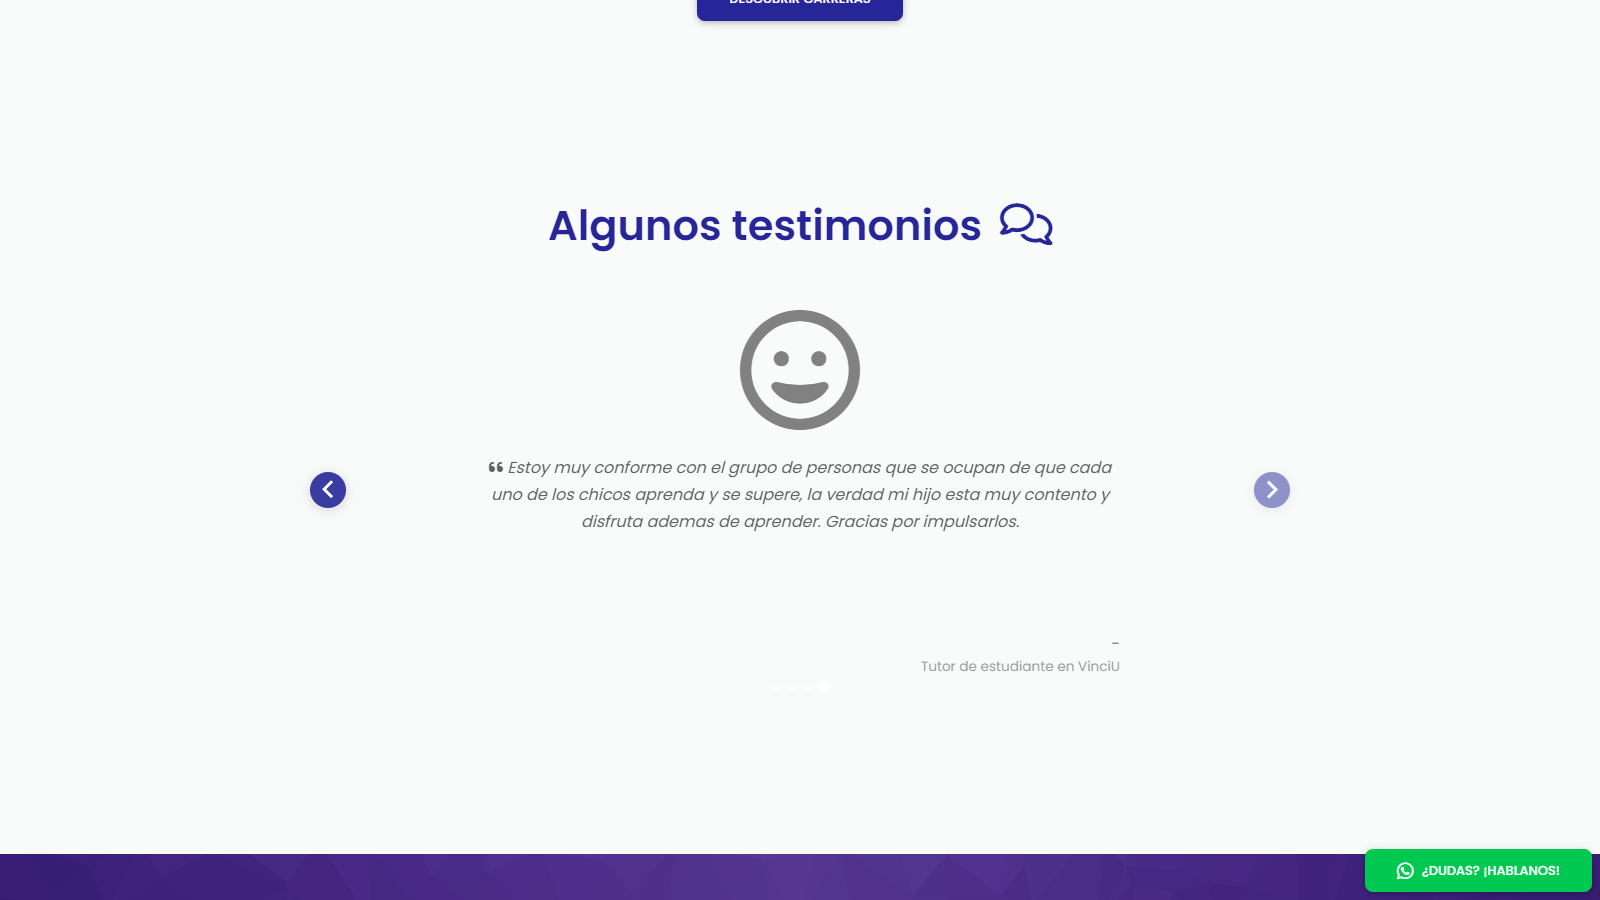 DESCUBRIR CARRERAS
Algunos testimonios
❝ Estoy muy conforme con el grupo de personas que se ocupan de que cada
uno de los chicos aprenda y se supere, la verdad mi hijo esta muy contento y
disfruta ademas de aprender. Gracias por impulsarlos.
-
Tutor de estudiante en VinciU
¿DUDAS? ¡HABLANOS!